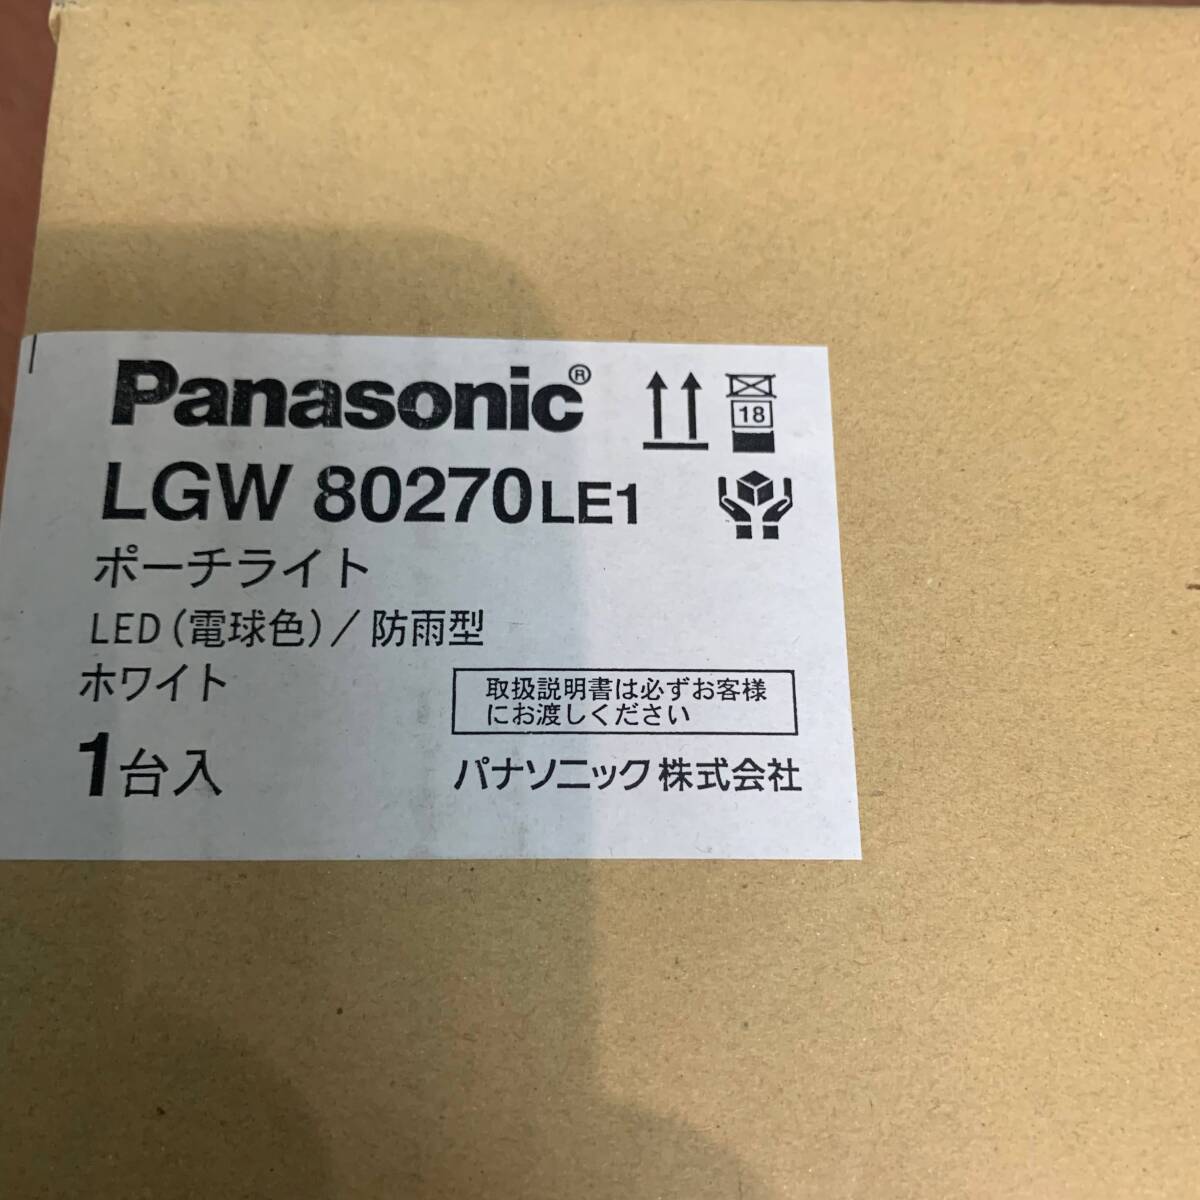 Panasonic®
18
LGW 80270LE1
ポーチライト
LED(電球色)/防雨型
ホワイト
取扱説明書は必ずお客様
にお渡しください
1台入
パナソニック株式会社